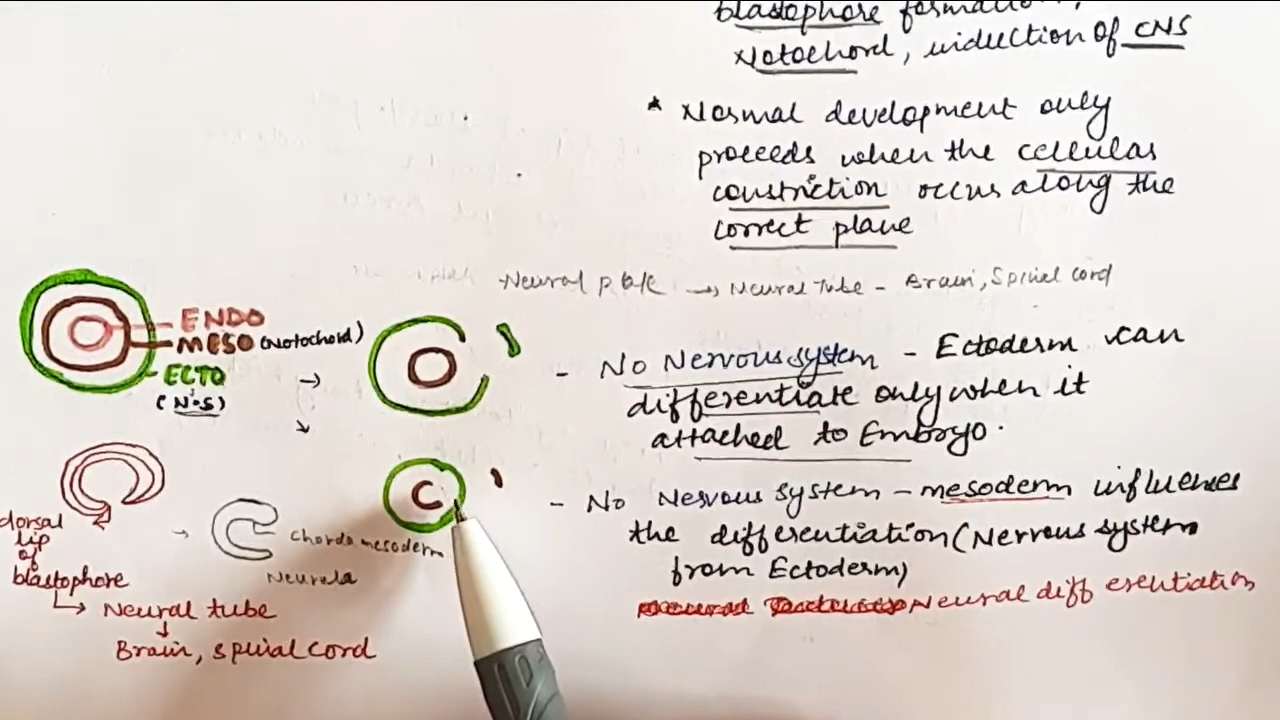 blastophore formation,
Notochord, induction of CNS
* Normal development only
proceeds when the cellular
constriction occurs along the
correct plane
Neural plate → Neural tube - Brain, Spinal cord
ENDO
MESO (Notochord)
ECTO
(N.S)
→
- No Nervous system - Ectoderm can
differentiate only when it
attached to Embryo.
- No Nervous system - mesoderm influences
the differentiation (Nervous system
from Ectoderm)
Neural differentiation
dorsal
lip
of
blastophore
→ Neural tube
↓
Brain, spinal cord
→
Chorda mesoderm
Neurula